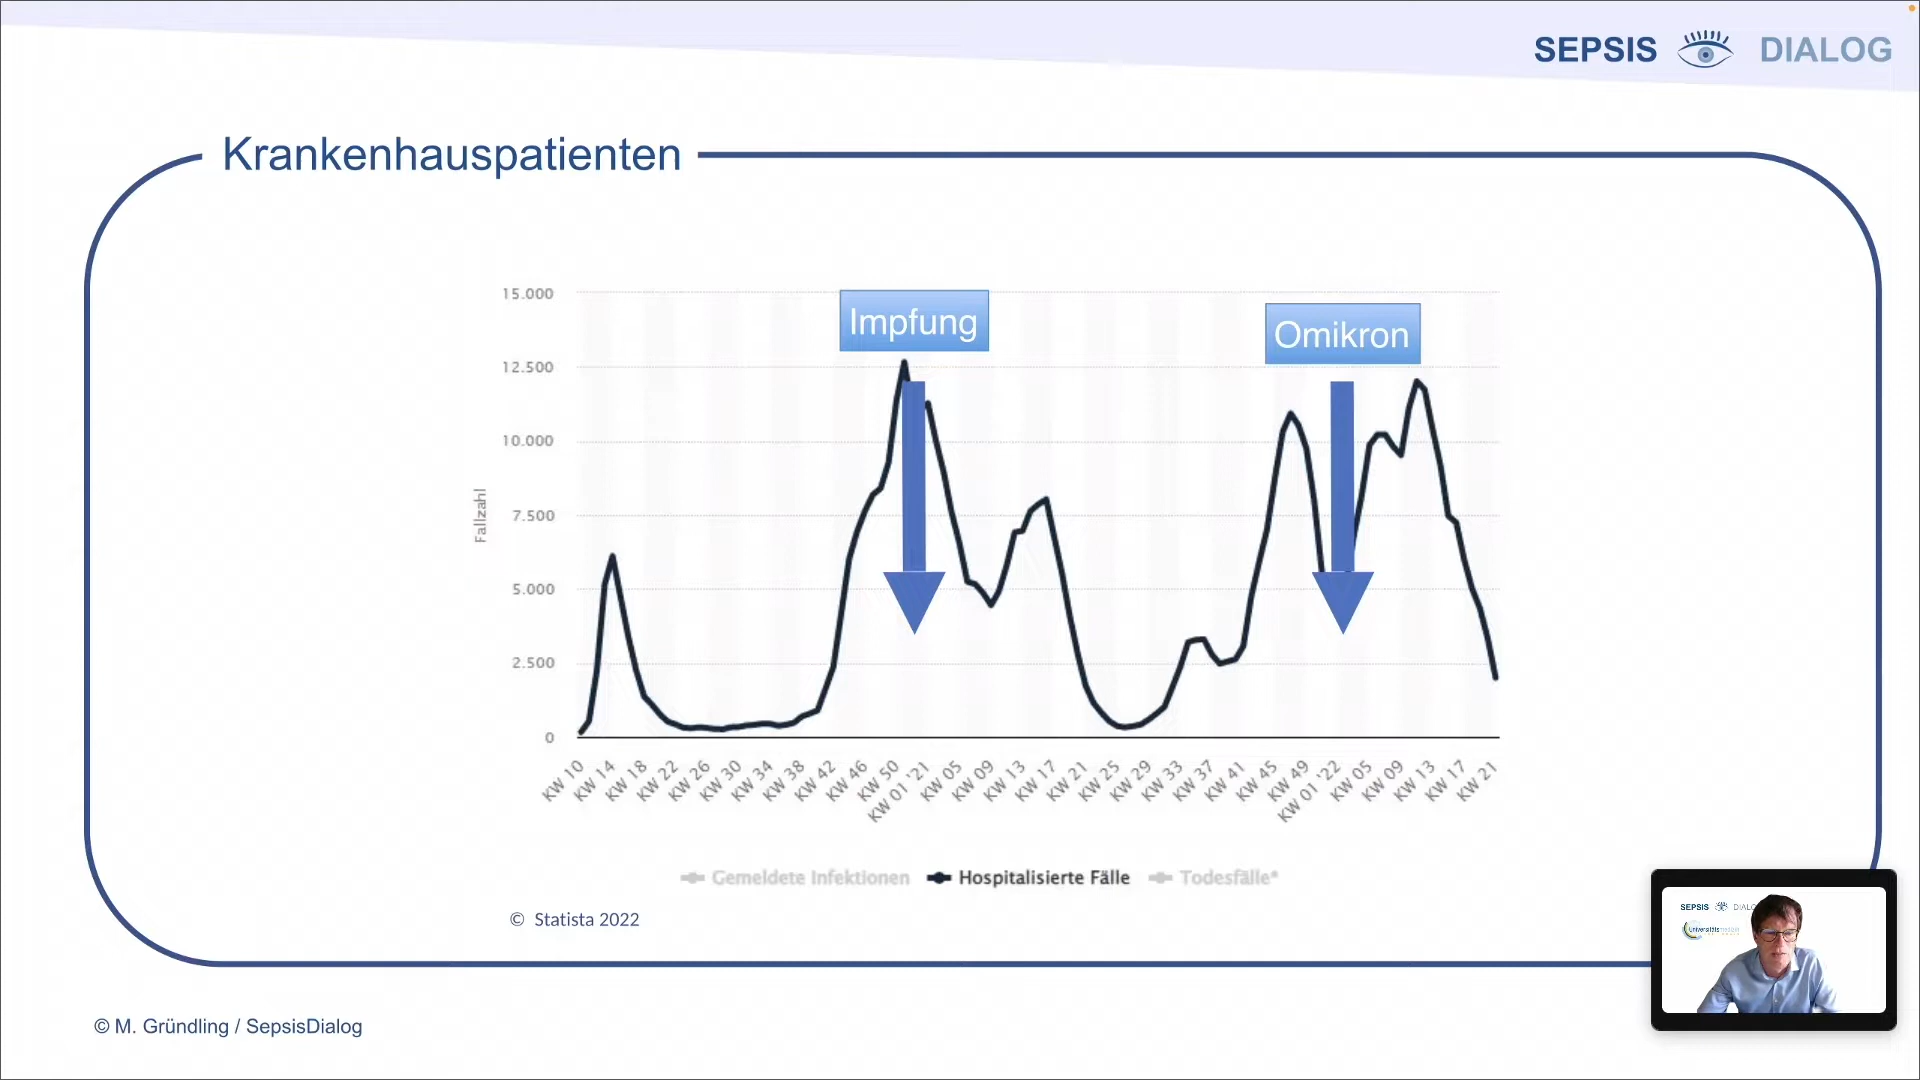 SEPSIS DIALOG
Krankenhauspatienten
15.000
Impfung
Omikron
12.500
10.000
Fallzahl
7.500
5.000
2.500
0
KW 10 KW 14 KW 18 KW 22 KW 26 KW 30 KW 34 KW 38 KW 42 KW 46 KW 50 KW 01 '21 KW 05 KW 09 KW 13 KW 17 KW 21 KW 25 KW 29 KW 33 KW 37 KW 41 KW 45 KW 49 KW 01 '22 KW 05 KW 09 KW 13 KW 17 KW 21
Gemeldete Infektionen Hospitalisierte Fälle Todesfälle*
© Statista 2022
SEPSIS DIALO
Universitätsmedizin
© M. Gründling / SepsisDialog